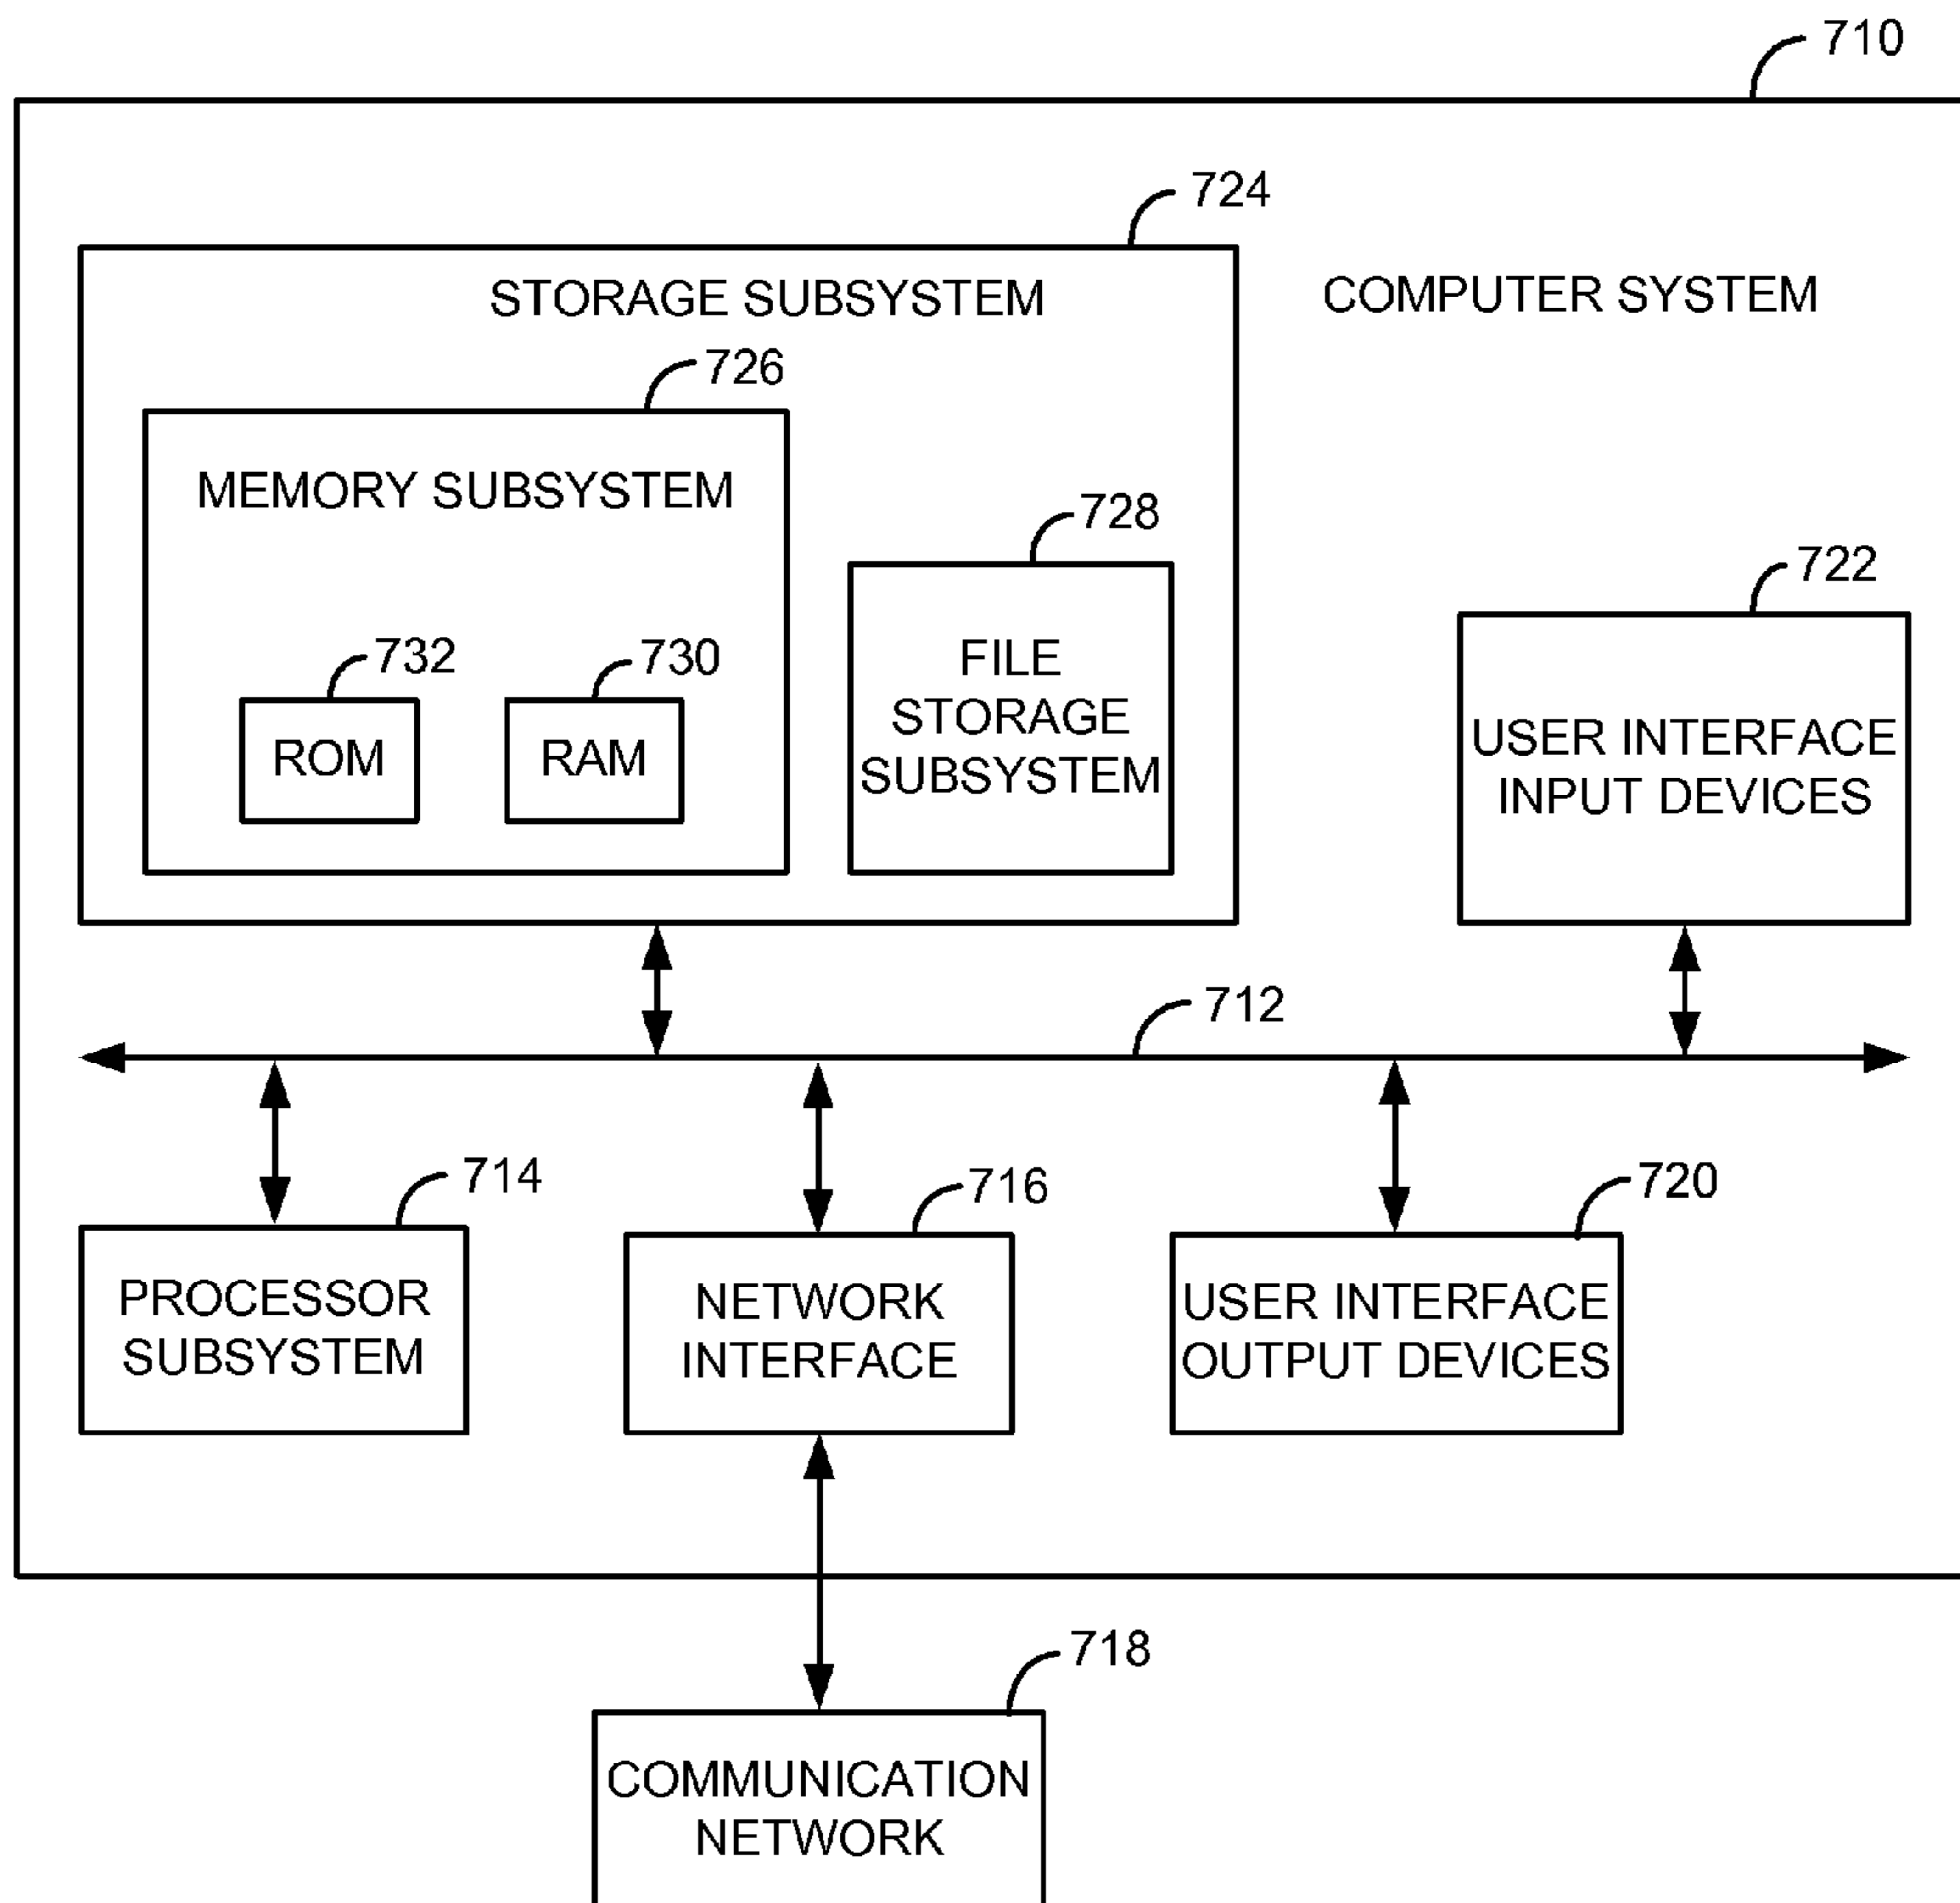 710
724
STORAGE SUBSYSTEM
COMPUTER SYSTEM
726
MEMORY SUBSYSTEM
728
722
732
730
FILE
STORAGE
SUBSYSTEM
ROM
RAM
USER INTERFACE
INPUT DEVICES
712
714
716
720
PROCESSOR
SUBSYSTEM
NETWORK
INTERFACE
USER INTERFACE
OUTPUT DEVICES
718
COMMUNICATION
NETWORK